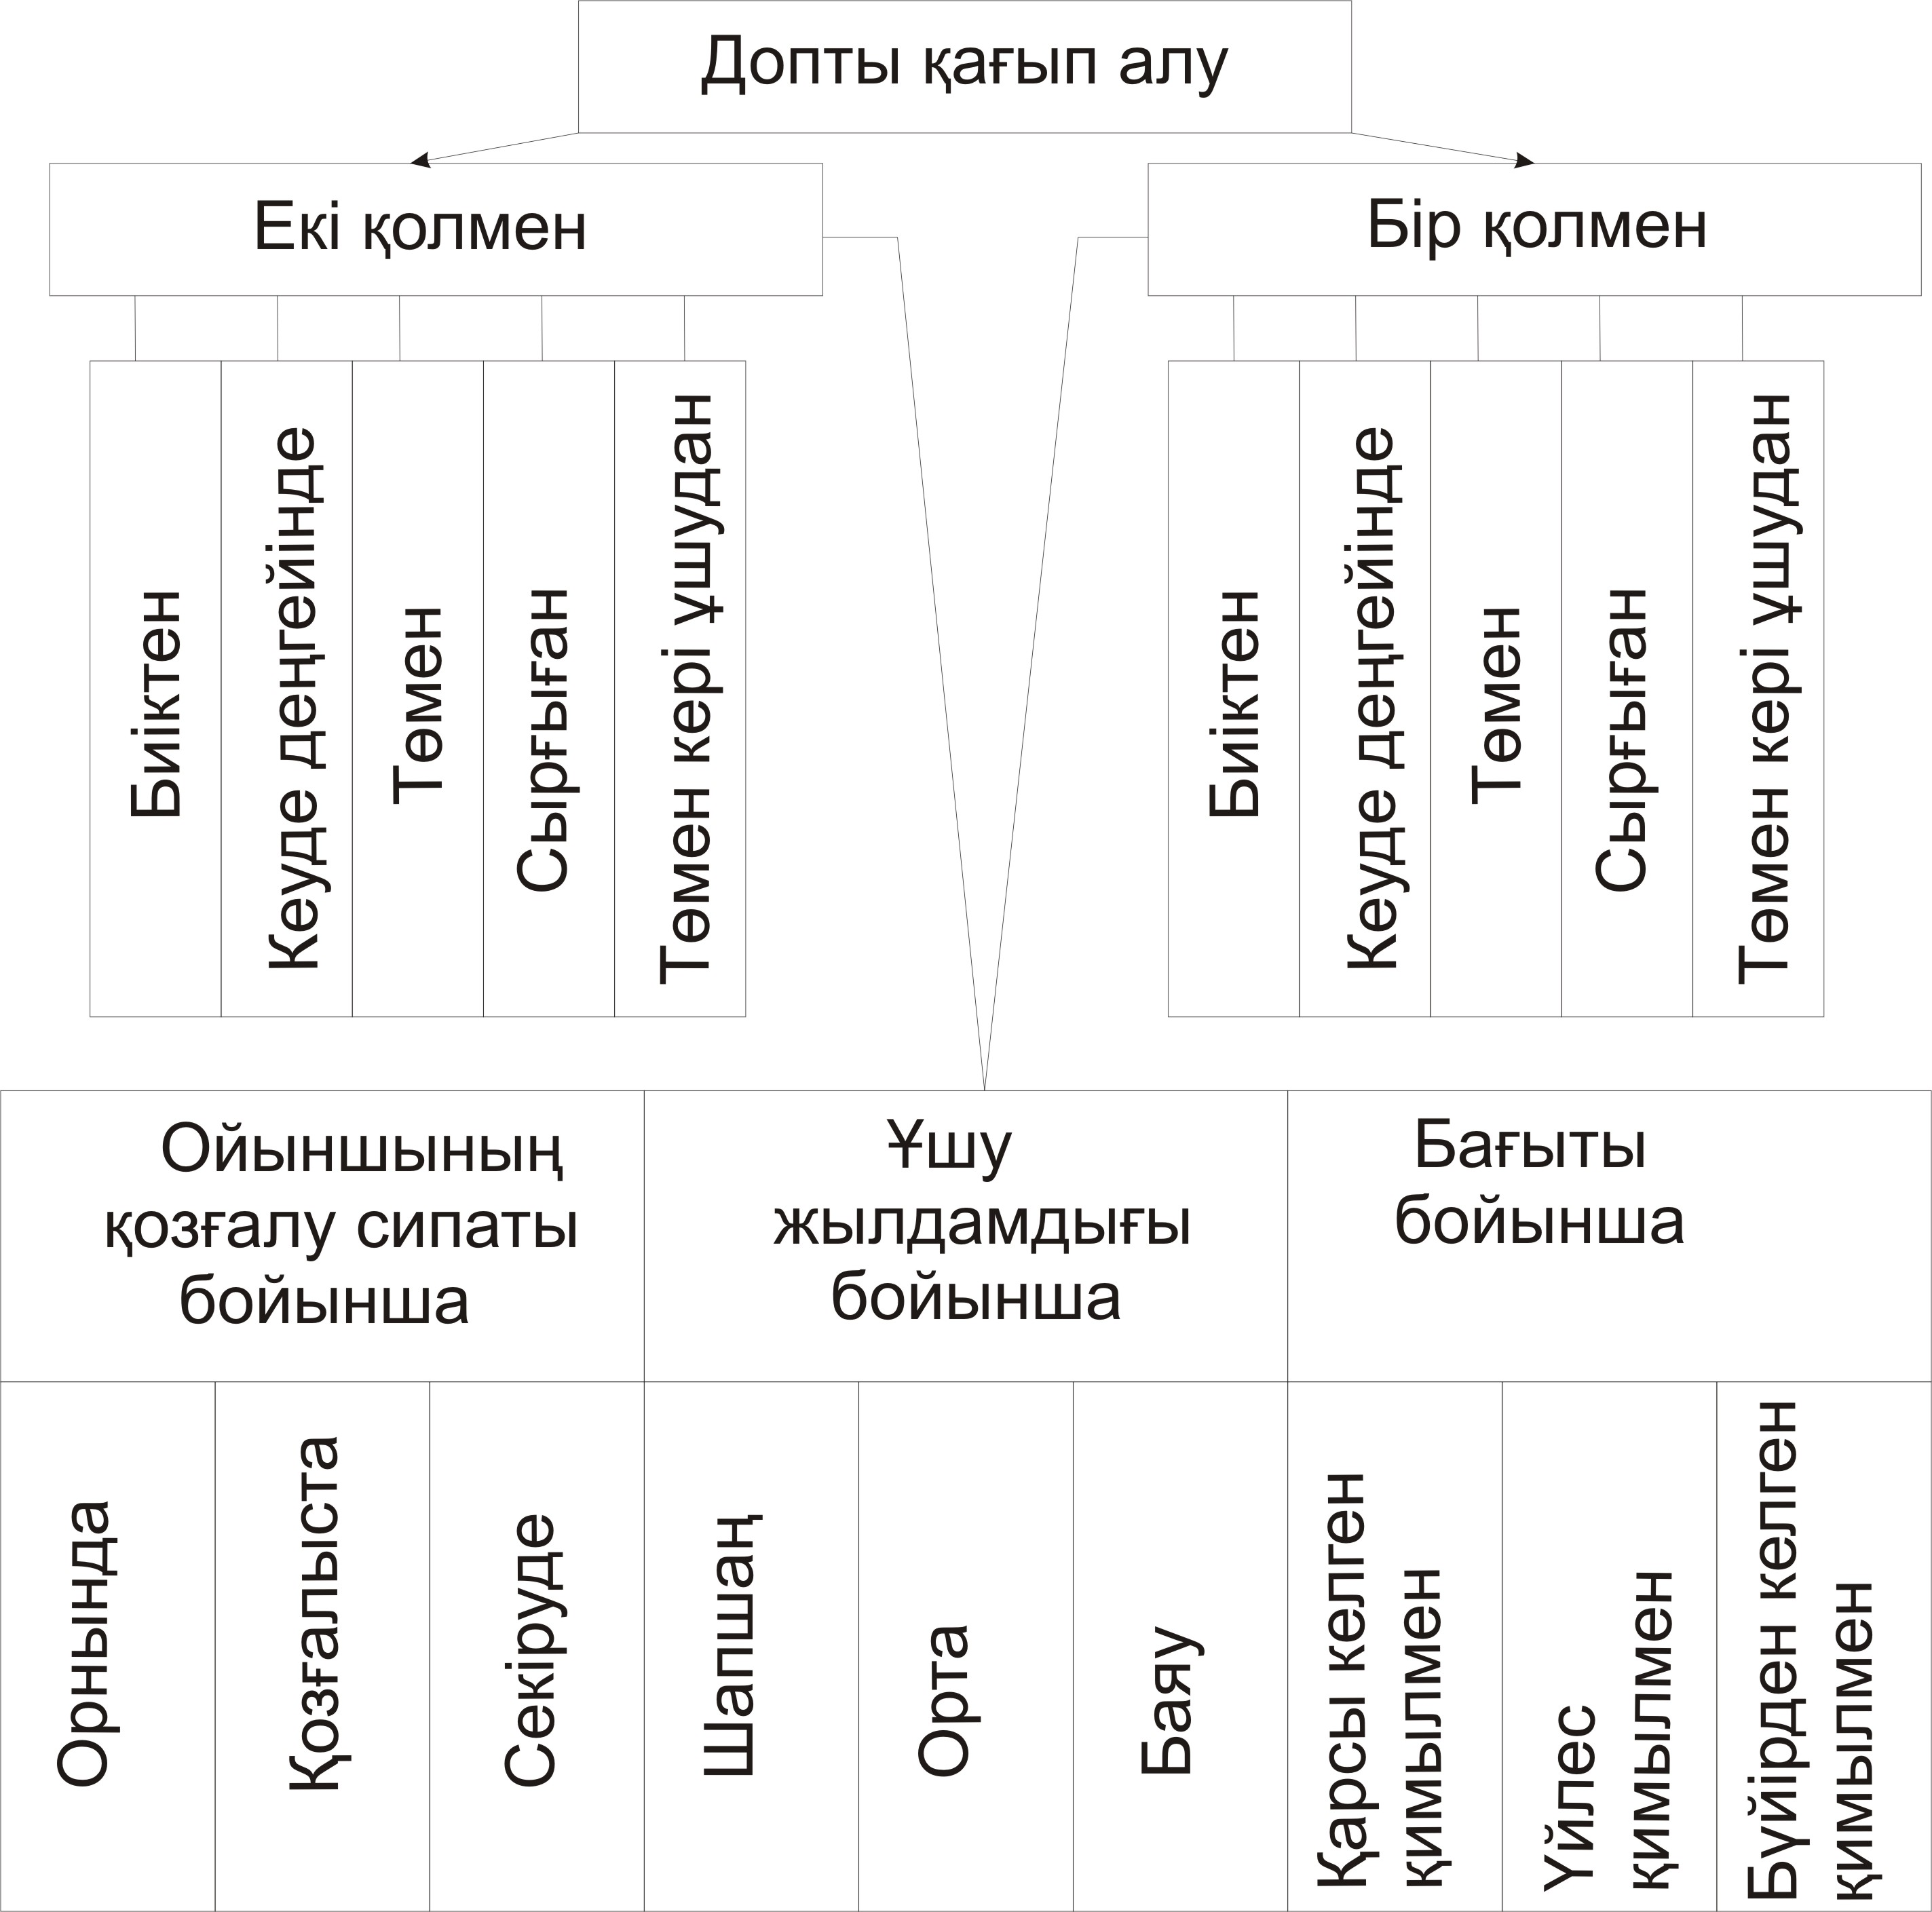 Допты қағып алу
Екі қолмен
Бір қолмен
Биіктен
Кеуде деңгейіінде
Төмен
Сырғыған
Төмен кері ұшудан
Биіктен
Кеуде деңгейінде
Төмен
Сырғыған
Төмен кері ұшудан
Ойыншының
қозғалу сипаты
бойынша
Ұшу
жылдамдығы
бойынша
Бағыты
бойынша
Орнында
Қозғалыста
Секіруде
Шапшаң
Орта
Баяу
Қарсы келген
қимылмен
Үйлес
қимылмен
Бүйірден келген
қимылмен